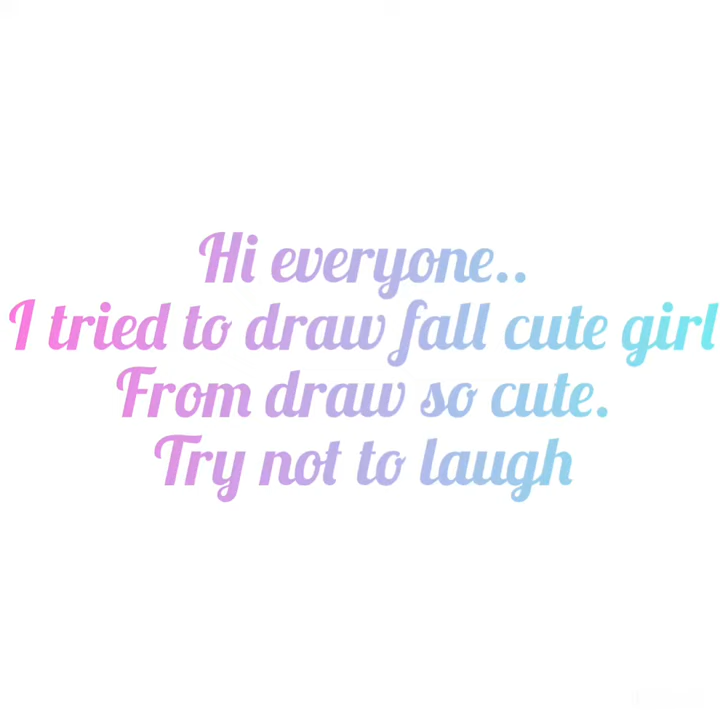 Hi everyone..
I tried to draw fall cute girl
From draw so cute.
Try not to laugh